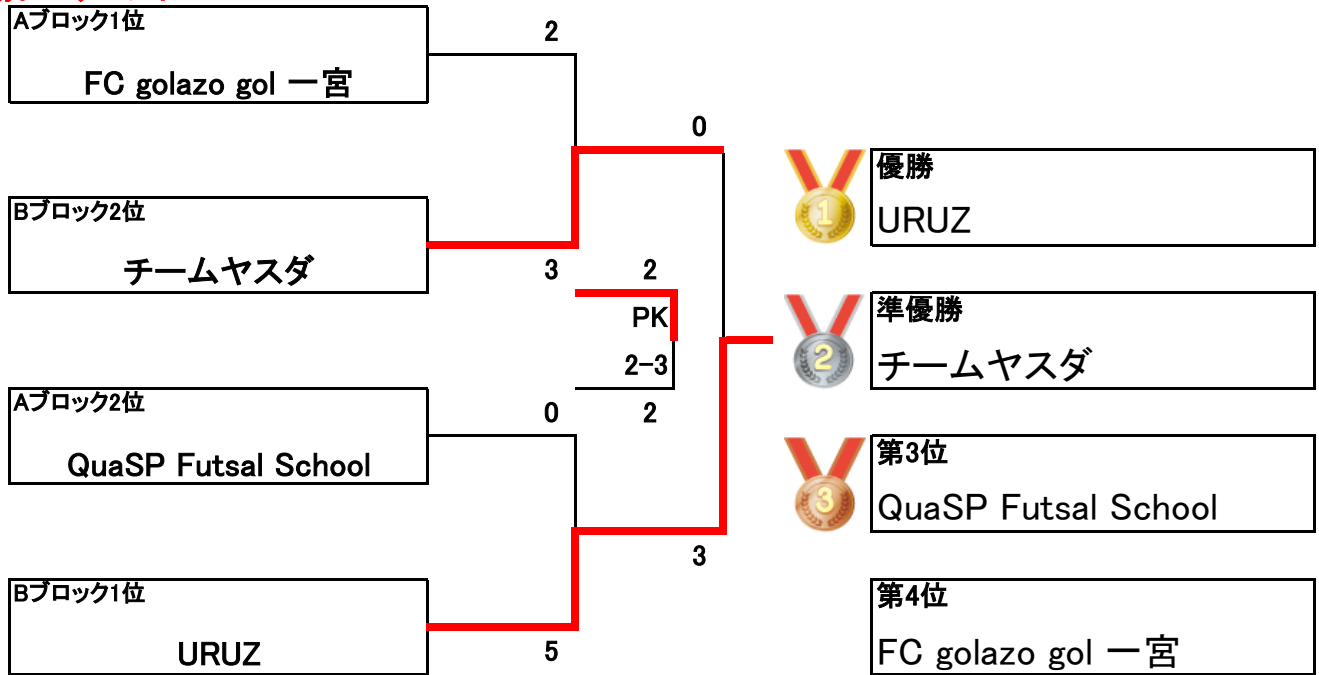 Aブロック1位
FC golazo gol 一宮
2
0
Bブロック2位
チームヤスダ
3
2
PK
2-3
2
Aブロック2位
QuaSP Futsal School
0
3
Bブロック1位
URUZ
5
1
優勝
URUZ
2
準優勝
チームヤスダ
3
第3位
QuaSP Futsal School
第4位
FC golazo gol 一宮